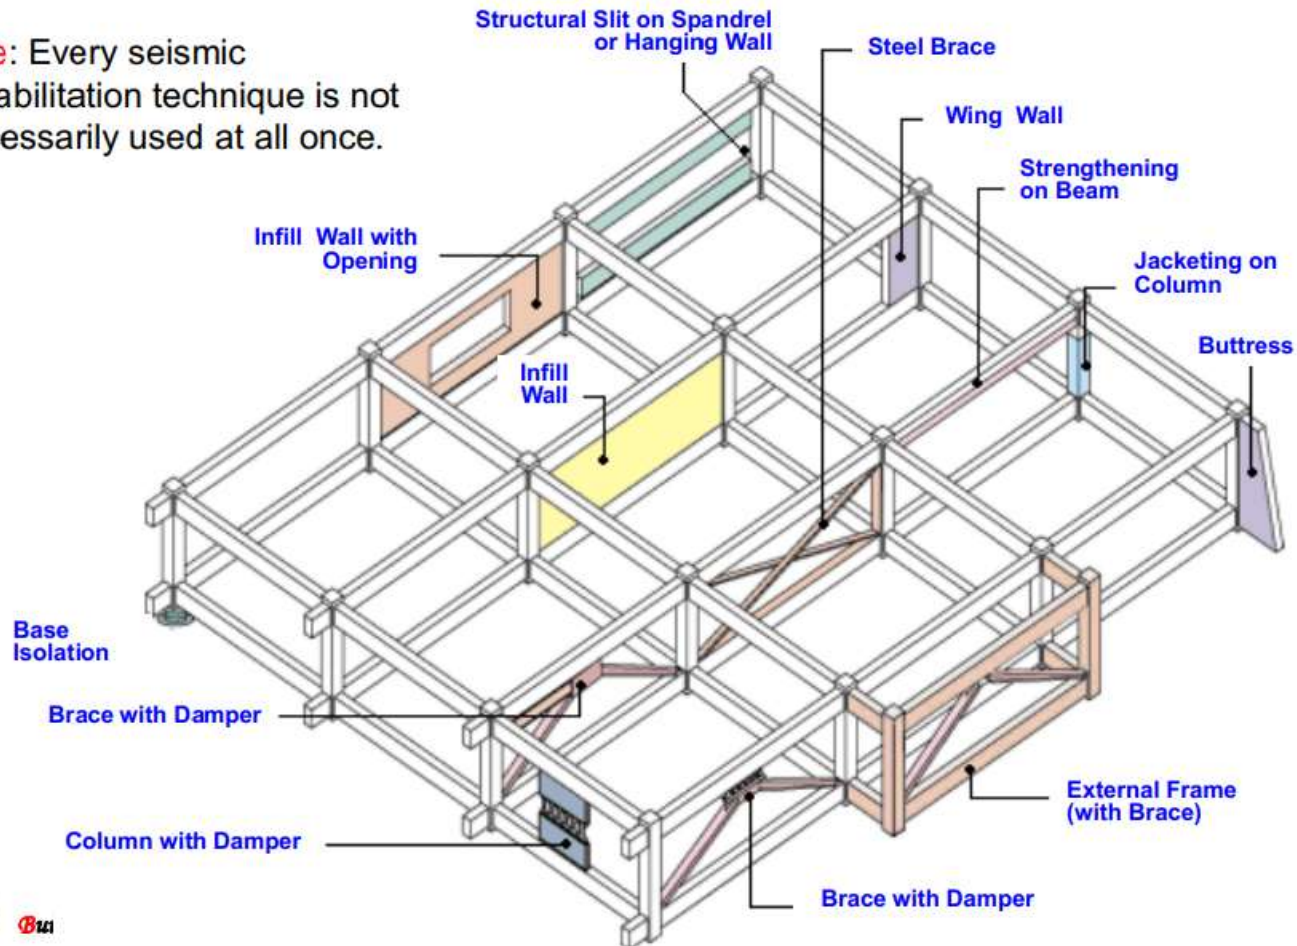 e: Every seismic
abilitation technique is not
essarily used at all once.
Structural Slit on Spandrel
or Hanging Wall
Steel Brace
Wing Wall
Strengthening
on Beam
Infill Wall with
Opening
Jacketing on
Column
Buttress
Infill
Wall
Base
Isolation
Brace with Damper
External Frame
(with Brace)
Column with Damper
Brace with Damper